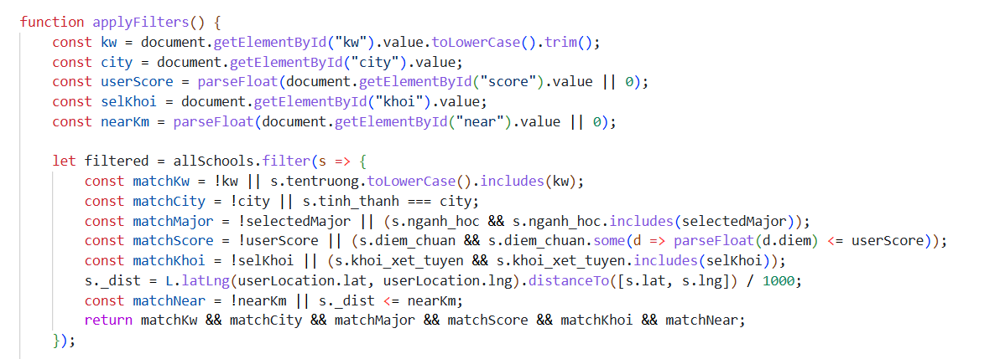 function applyFilters() {
const kw = document.getElementById("kw").value.toLowerCase().trim();
const city = document.getElementById("city").value;
const userScore = parseFloat(document.getElementById("score").value || 0);
const selKhoi = document.getElementById("khoi").value;
const nearKm = parseFloat(document.getElementById("near").value || 0);
let filtered = allSchools.filter(s => {
const matchKw = !kw || s.tentruong.toLowerCase().includes(kw);
const matchCity = !city || s.tinh_thanh === city;
const matchMajor = !selectedMajor || (s.nganh_hoc && s.nganh_hoc.includes(selectedMajor));
const matchScore = !userScore || (s.diem_chuan && s.diem_chuan.some(d => parseFloat(d.diem) <= userScore));
const matchKhoi = !selKhoi || (s.khoi_xet_tuyen && s.khoi_xet_tuyen.includes(selKhoi));
s._dist = L.latLng(userLocation.lat, userLocation.lng).distanceTo([s.lat, s.lng]) / 1000;
const matchNear = !nearKm || s._dist <= nearKm;
return matchKw && matchCity && matchMajor && matchScore && matchKhoi && matchNear;
});